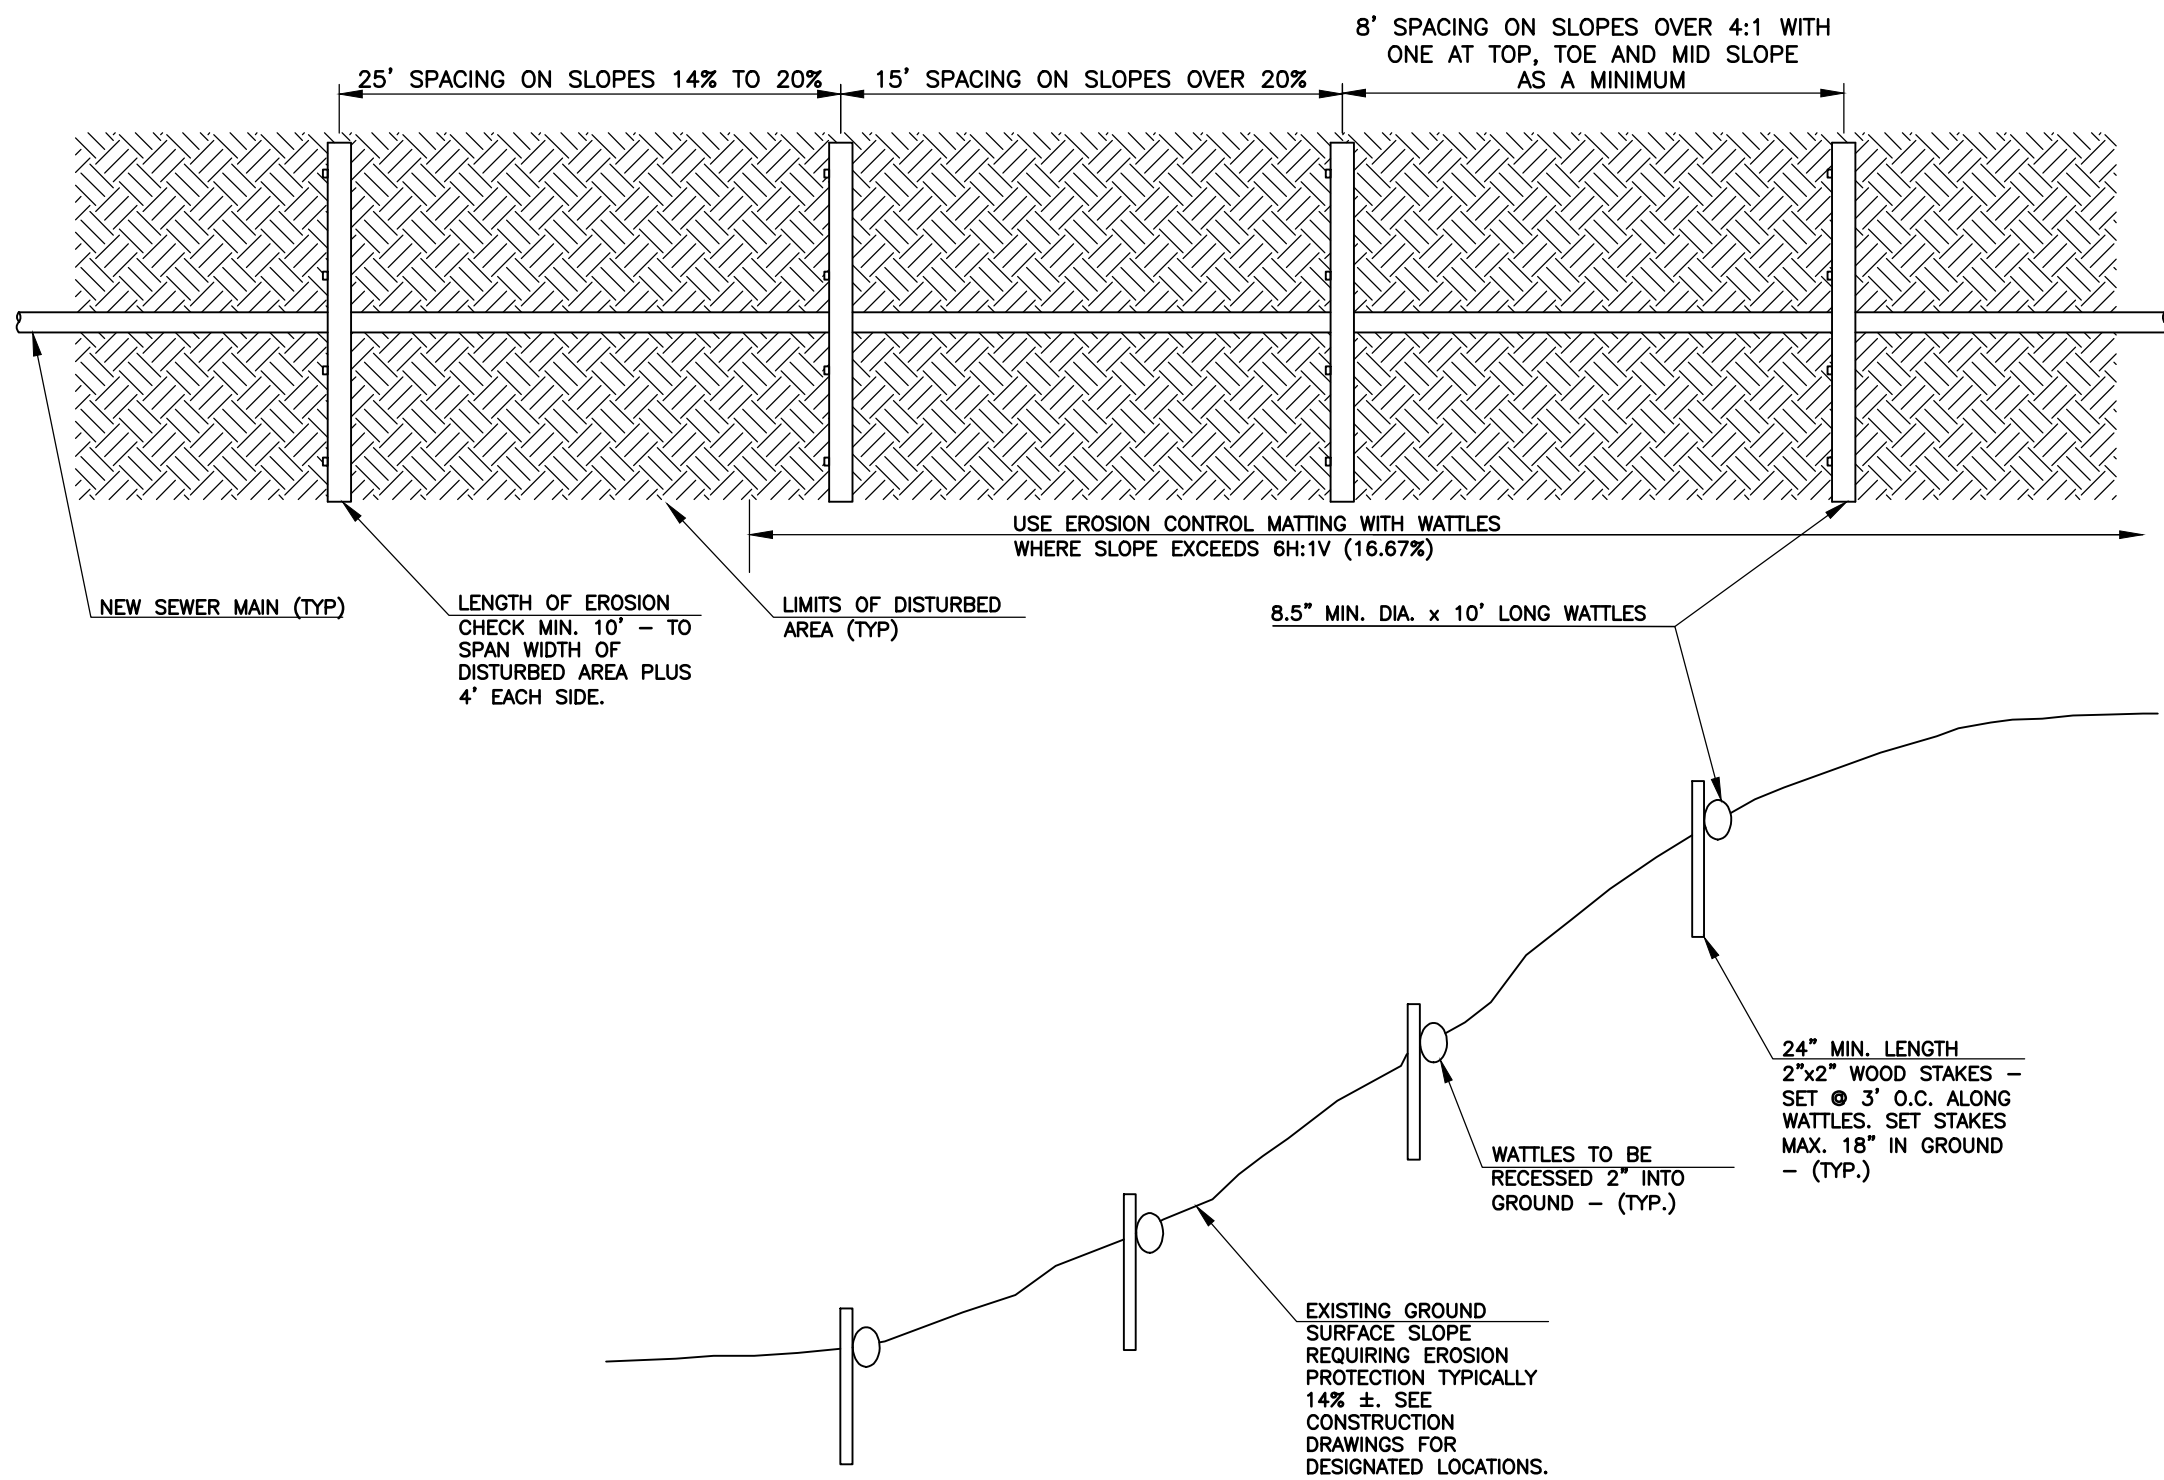 8' SPACING ON SLOPES OVER 4:1 WITH
ONE AT TOP, TOE AND MID SLOPE
AS A MINIMUM
25' SPACING ON SLOPES 14% TO 20%
15' SPACING ON SLOPES OVER 20%
USE EROSION CONTROL MATTING WITH WATTLES
WHERE SLOPE EXCEEDS 6H:1V (16.67%)
NEW SEWER MAIN (TYP)
LENGTH OF EROSION
CHECK MIN. 10' – TO
SPAN WIDTH OF
DISTURBED AREA PLUS
4' EACH SIDE.
LIMITS OF DISTURBED
AREA (TYP)
8.5" MIN. DIA. x 10' LONG WATTLES
24" MIN. LENGTH
2"x2" WOOD STAKES –
SET @ 3' O.C. ALONG
WATTLES. SET STAKES
MAX. 18" IN GROUND
– (TYP.)
WATTLES TO BE
RECESSED 2" INTO
GROUND – (TYP.)
EXISTING GROUND
SURFACE SLOPE
REQUIRING EROSION
PROTECTION TYPICALLY
14% ±. SEE
CONSTRUCTION
DRAWINGS FOR
DESIGNATED LOCATIONS.